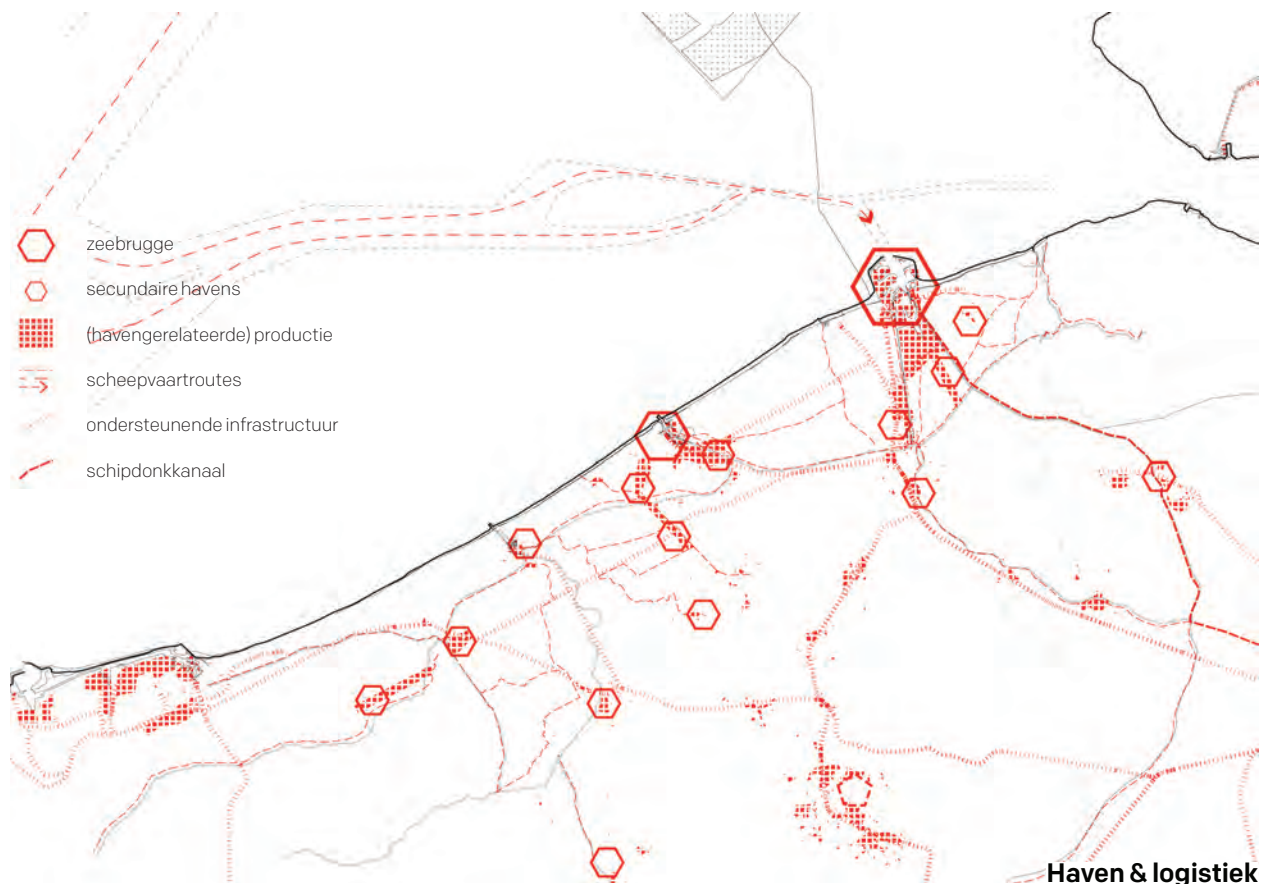 zeebrugge
secundaire havens
(havengerelateerde) productie
scheepvaartroutes
ondersteunende infrastructuur
schipdonkkanaal
Haven & logistiek